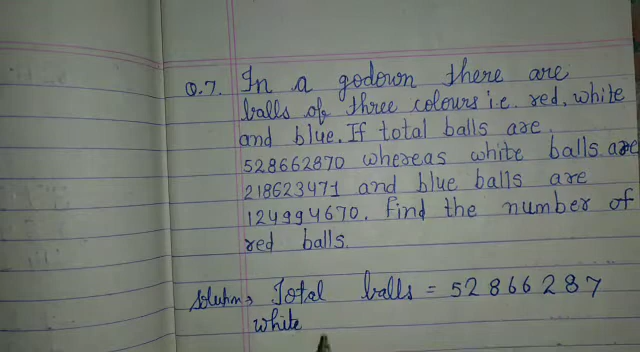 Q.7. In a godown there are
balls of three colours i.e. red, white
and blue. If total balls are
528662870 whereas white balls are
218623471 and blue balls are
124994670. Find the number of
red balls.
Solution→ Total balls = 52866287
white